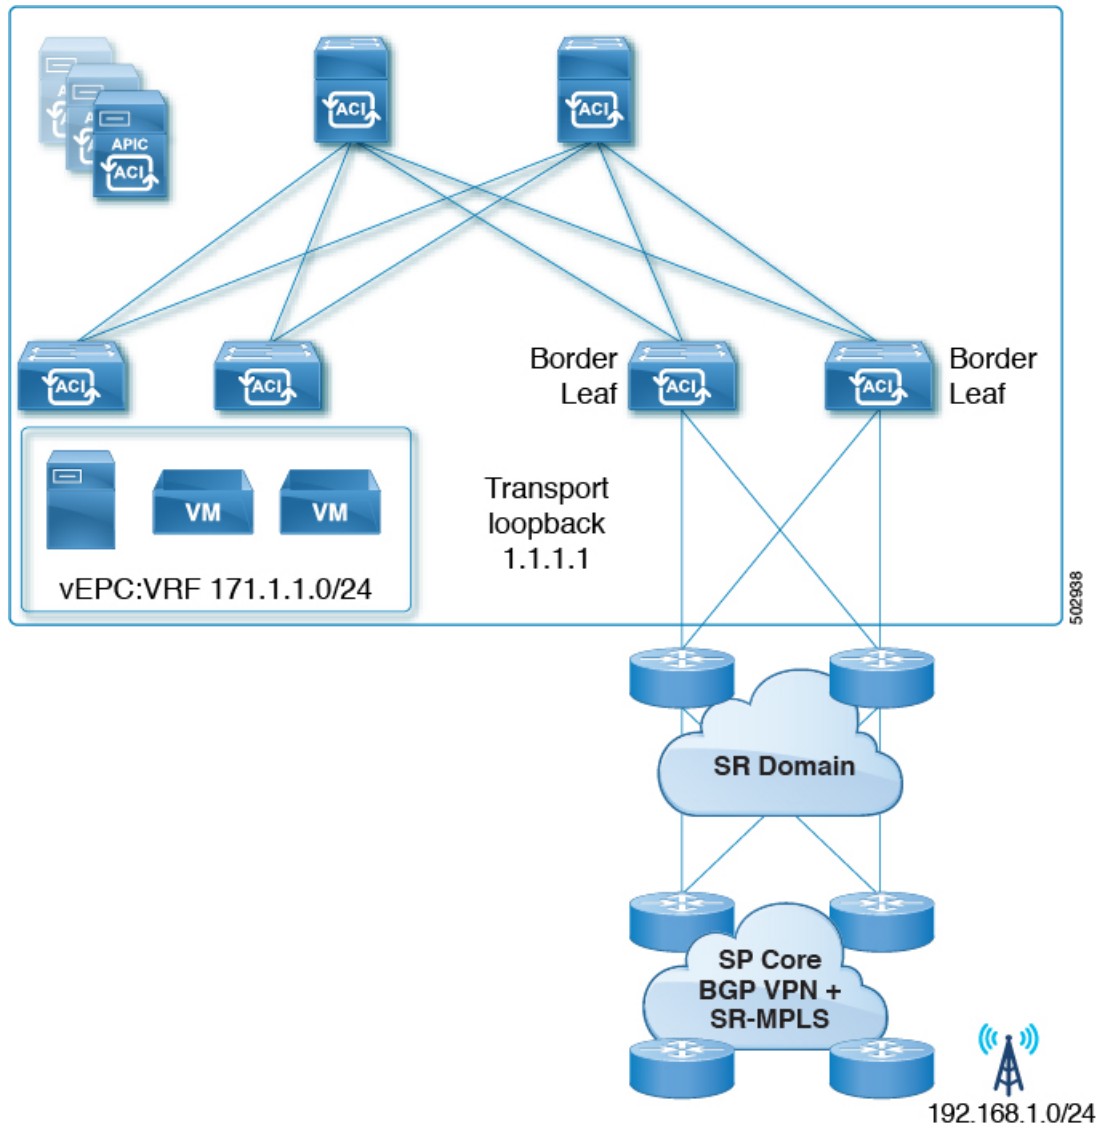 ACI
ACI
A
A
APIC
ACI
ACI
ACI
Border
Leaf
ACI
ACI
Border
Leaf
VM
VM
vEPC:VRF 171.1.1.0/24
Transport
loopback
1.1.1.1
502938
SR Domain
SP Core
BGP VPN +
SR-MPLS
192.168.1.0/24